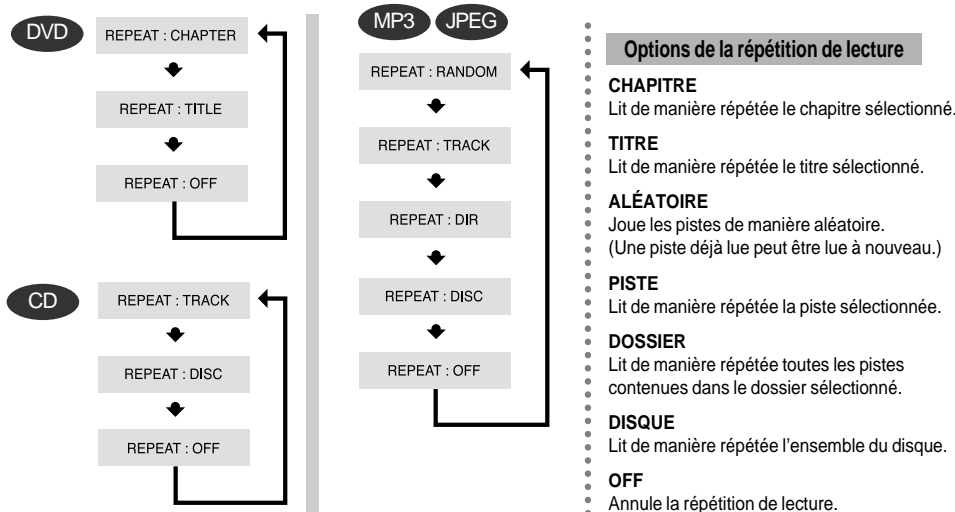 DVD
REPEAT : CHAPTER
REPEAT : TITLE
REPEAT : OFF
CD
REPEAT : TRACK
REPEAT : DISC
REPEAT : OFF
MP3 JPEG
REPEAT : RANDOM
REPEAT : TRACK
REPEAT : DIR
REPEAT : DISC
REPEAT : OFF
Options de la répétition de lecture
CHAPITRE
Lit de manière répétée le chapitre sélectionné.
TITRE
Lit de manière répétée le titre sélectionné.
ALÉATOIRE
Joue les pistes de manière aléatoire.
(Une piste déjà lue peut être lue à nouveau.)
PISTE
Lit de manière répétée la piste sélectionnée.
DOSSIER
Lit de manière répétée toutes les pistes
contenues dans le dossier sélectionné.
DISQUE
Lit de manière répétée l’ensemble du disque.
OFF
Annule la répétition de lecture.